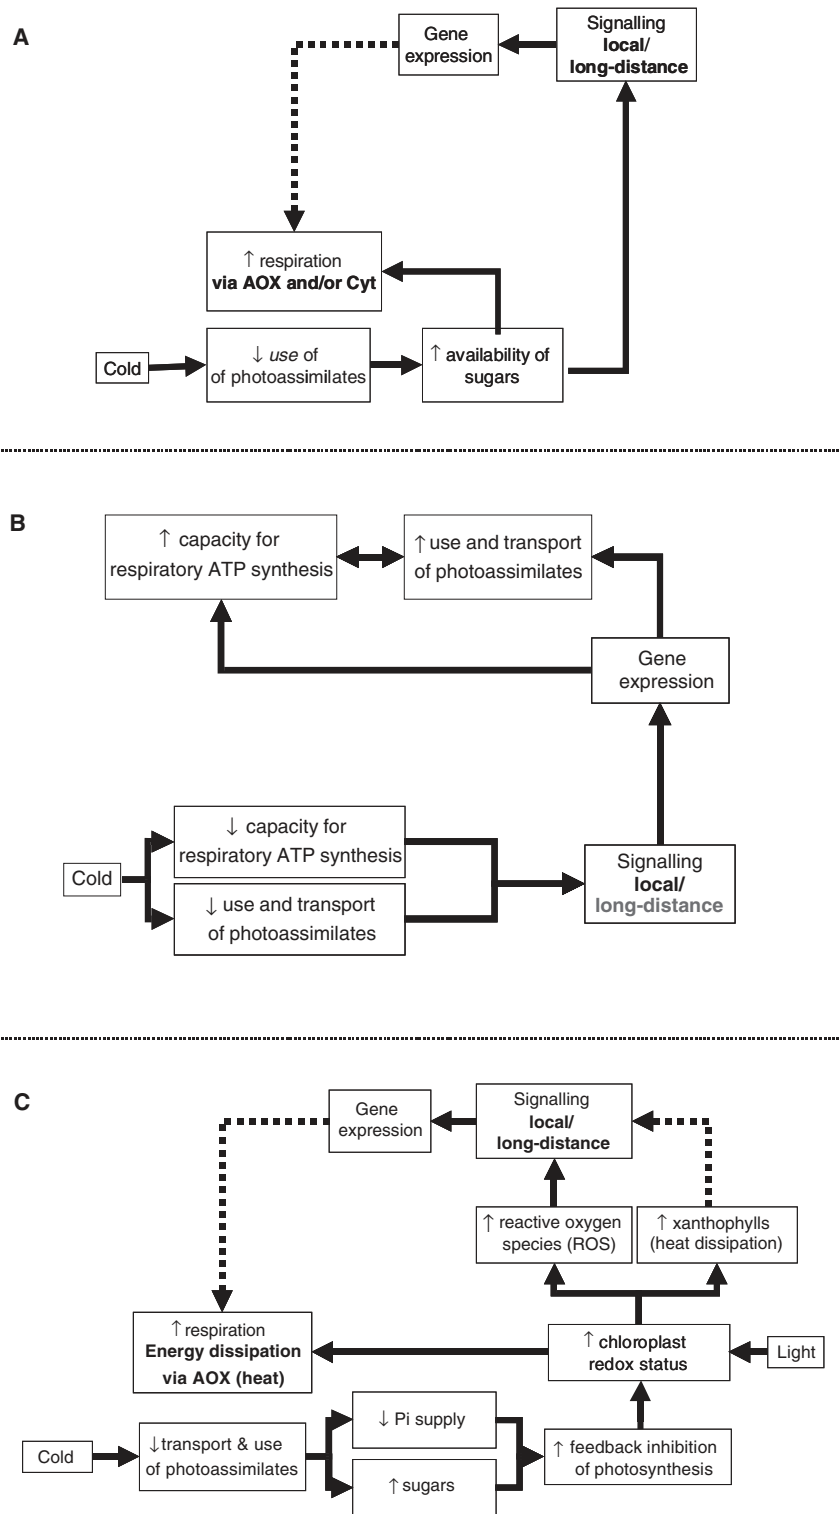 A
Gene
expression
Signalling
local/
long-distance
↑ respiration
via AOX and/or Cyt
Cold
↓ use of
of photoassimilates
↑ availability of
sugars
B
↑ capacity for
respiratory ATP synthesis
↑ use and transport
of photoassimilates
Gene
expression
Cold
↓ capacity for
respiratory ATP synthesis
↓ use and transport
of photoassimilates
Signalling
local/
long-distance
C
Gene
expression
Signalling
local/
long-distance
↑ reactive oxygen
species (ROS)
↑ xanthophylls
(heat dissipation)
↑ respiration
Energy dissipation
via AOX (heat)
↑ chloroplast
redox status
Light
Cold
↓ transport & use
of photoassimilates
↓ Pi supply
↑ sugars
↑ feedback inhibition
of photosynthesis